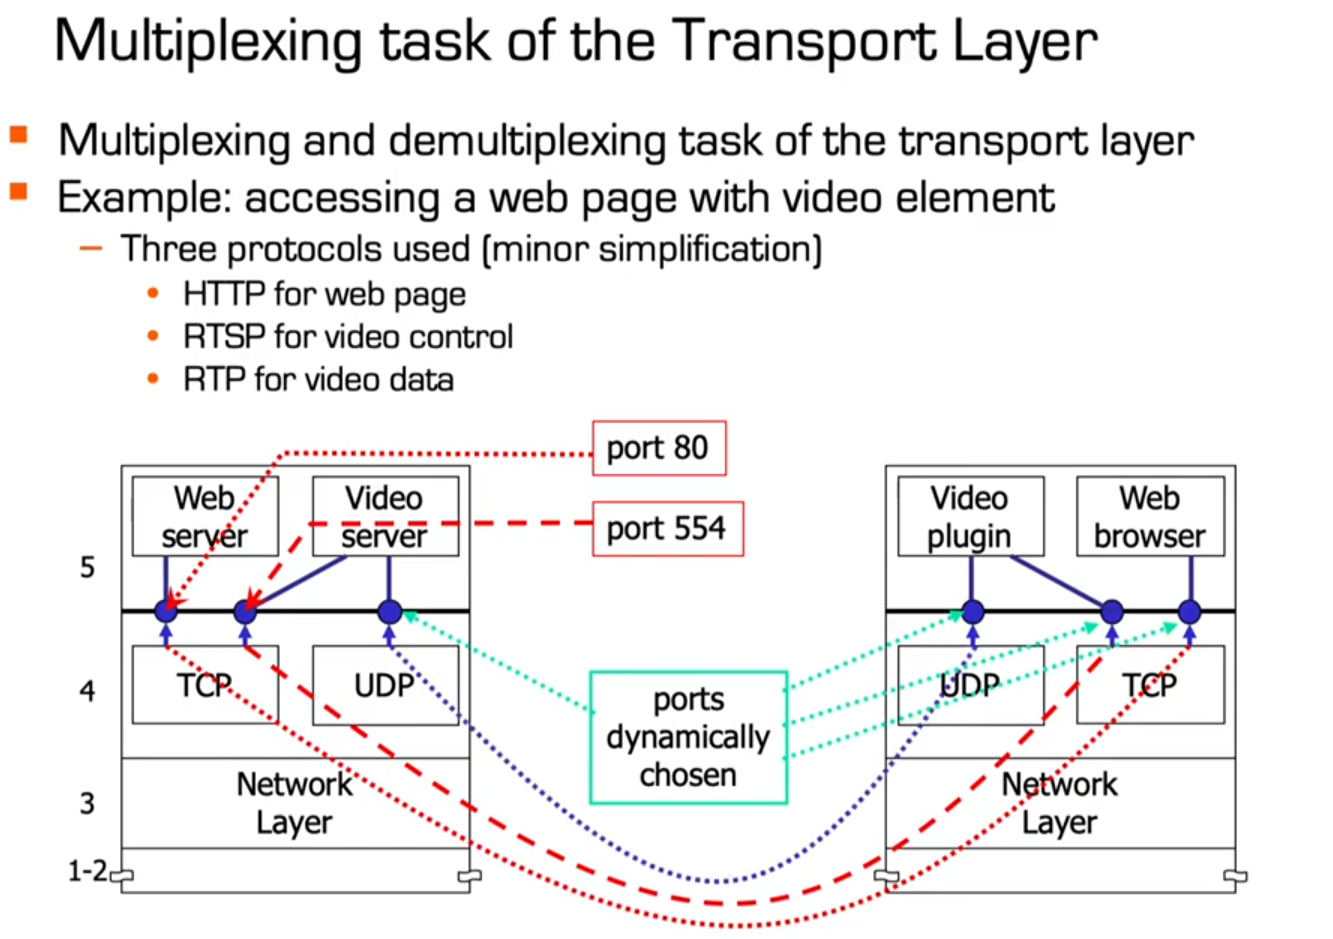 Multiplexing task of the Transport Layer
Multiplexing and demultiplexing task of the transport layer
Example: accessing a web page with video element
– Three protocols used (minor simplification)
• HTTP for web page
• RTSP for video control
• RTP for video data
port 80
port 554
Web
server
Video
server
Video
plugin
Web
browser
5
TCP
UDP
ports
dynamically
chosen
UDP
TCP
4
Network
Layer
Network
Layer
3
1-2